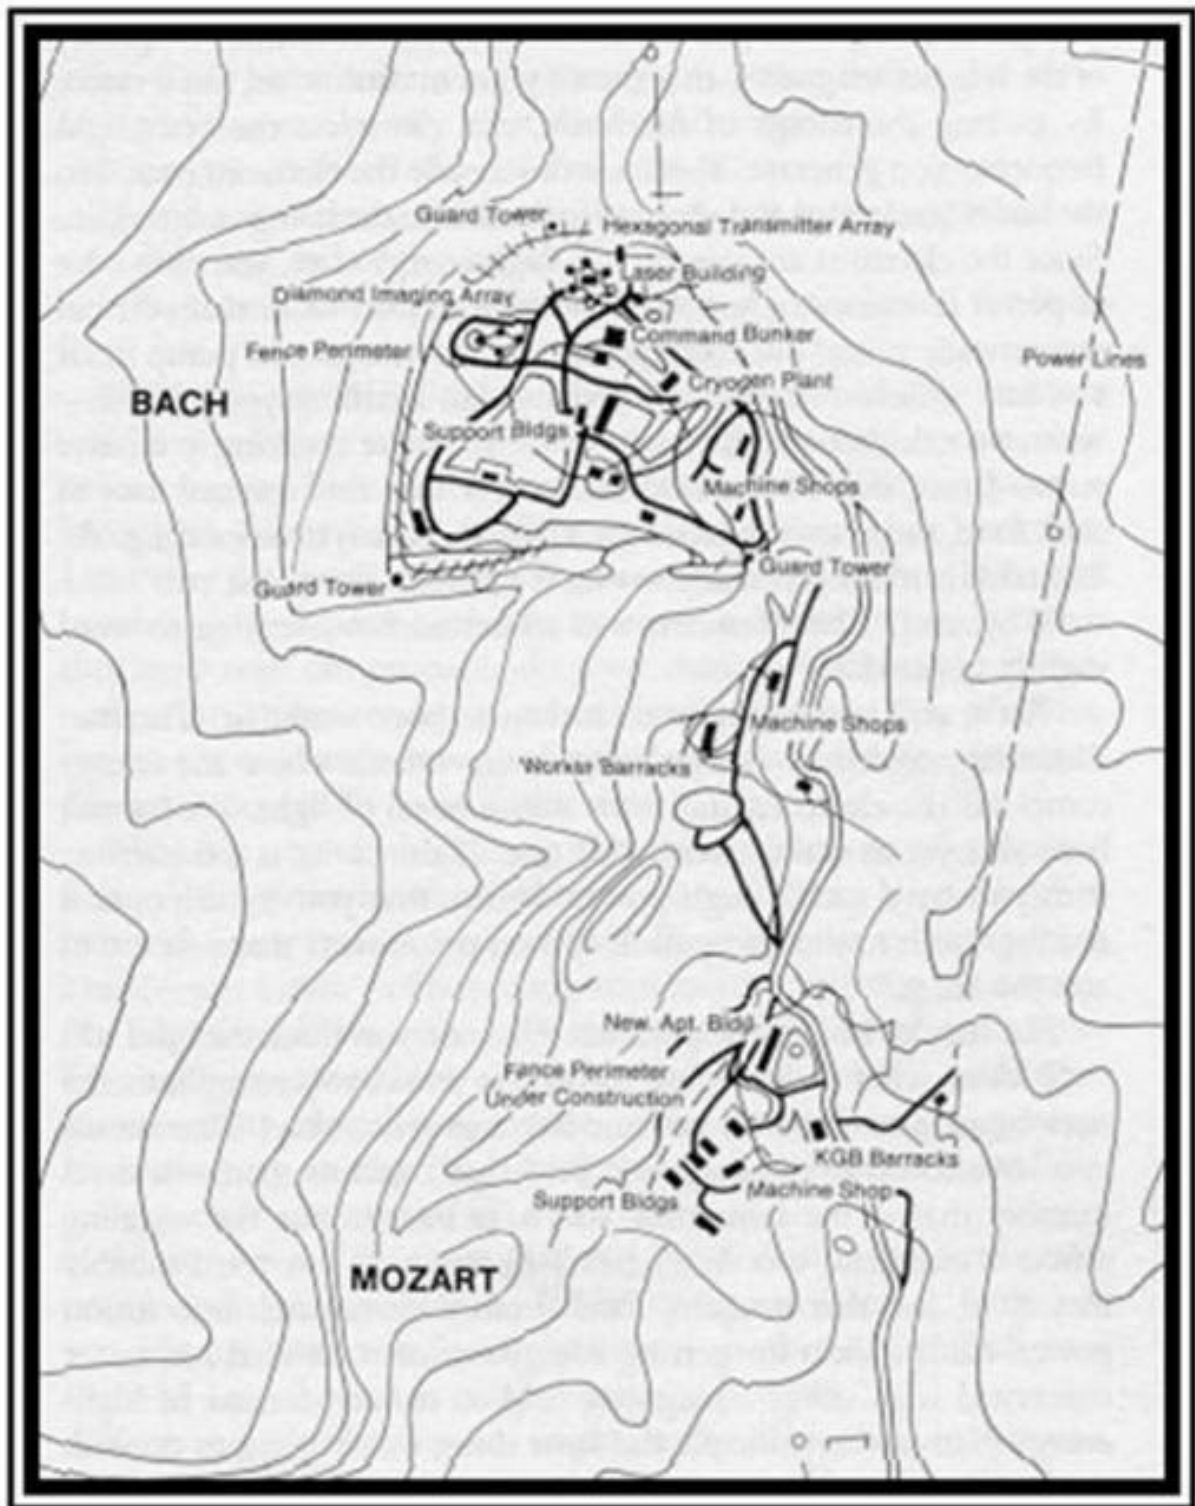 Guard Tower
Hexagonal Transmitter Array
Laser Building
Diamond Imaging Array
Command Bunker
Fence Perimeter
Power Lines
Cryogen Plant
BACH
Support Bldgs
Machine Shops
Guard Tower
Guard Tower
Machine Shops
Worker Barracks
New. Apt. Bldd
Fence Perimeter
Under Construction
KGB Barracks
Machine Shop
Support Bldgs
MOZART